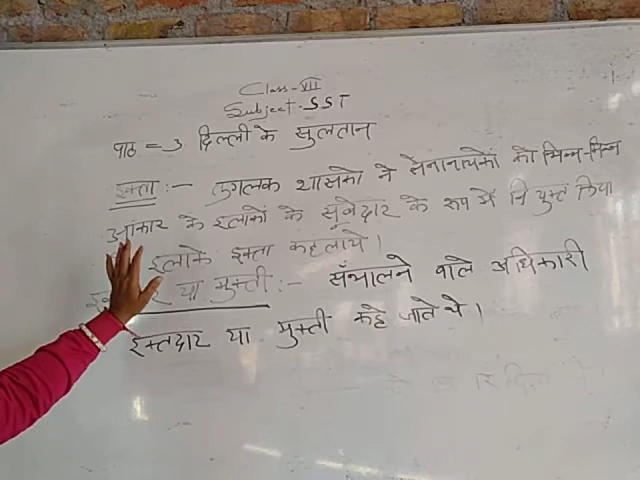 Class-VII
Subject-SST
पाठ = 3 दिल्ली के सुलतान
इक्ता :- तुगलक शासको ने सेनानायकों को भिन्न-भिन्न
आकार के इलाकों के सूबेदार के रूप में नियुक्त किया
इलाके इक्ता कहलाये।
या मुक्ती :- सँभालने वाले अधिकारी
इक्तदार या मुक्ती कहे जाते थे।